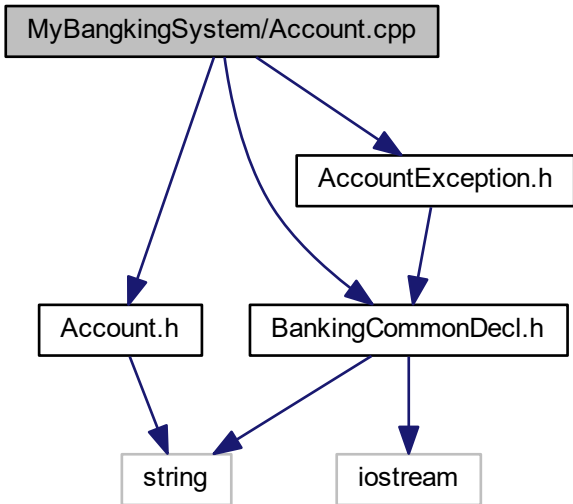 MyBangkingSystem/Account.cpp
AccountException.h
Account.h
BankingCommonDecl.h
string
iostream